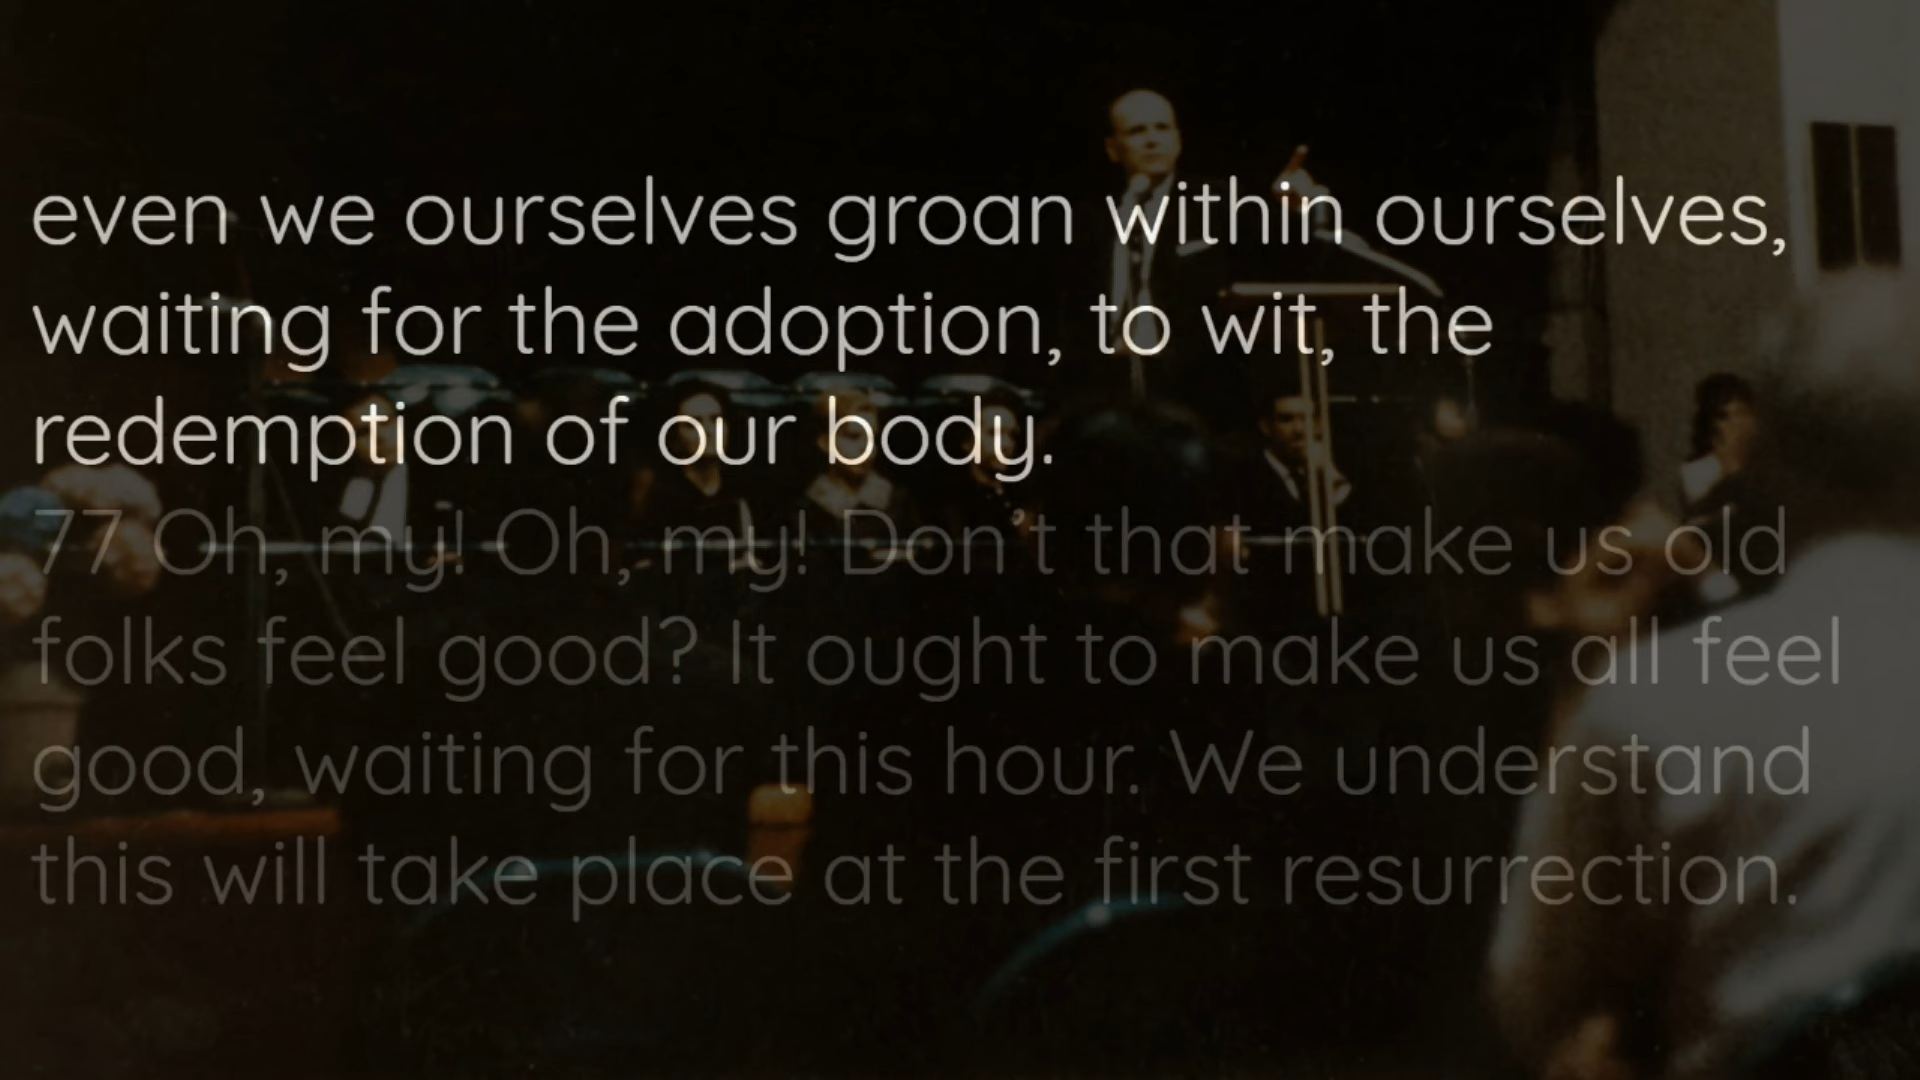 even we ourselves groan within ourselves,
waiting for the adoption, to wit, the
redemption of our body.
77 Oh, my! Oh, my! Don't that make us old
folks feel good? It ought to make us all feel
good, waiting for this hour. We understand
this will take place at the first resurrection.